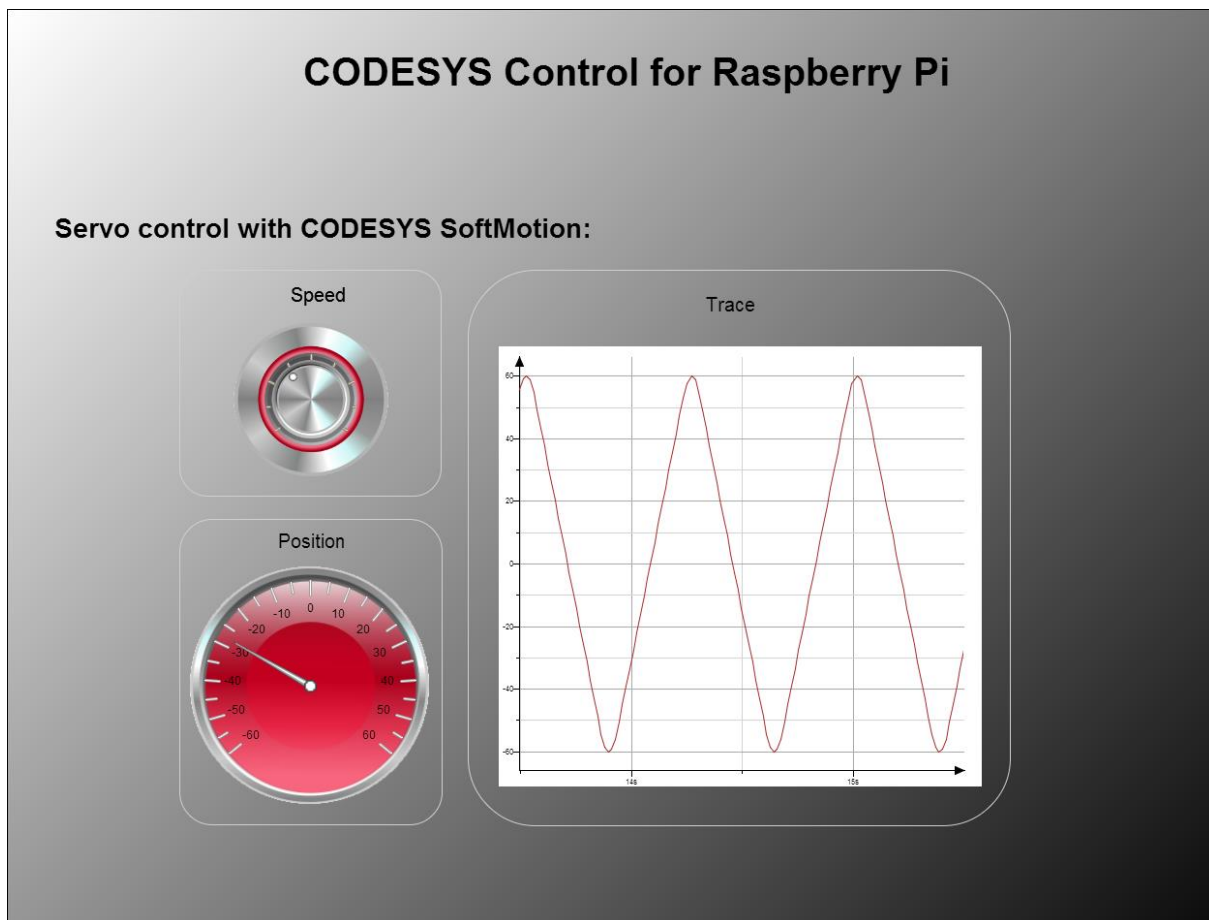 CODESYS Control for Raspberry Pi
Servo control with CODESYS SoftMotion:
Speed
Trace
60
40
20
0
-20
-40
-60
14s
15s
Position
-60
-50
-40
-30
-20
-10
0
10
20
30
40
50
60